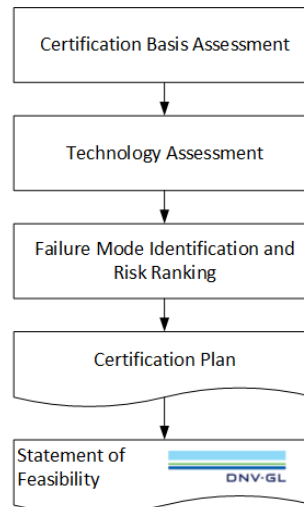 Certification Basis Assessment
Technology Assessment
Failure Mode Identification and
Risk Ranking
Certification Plan
Statement of
Feasibility
DNV·GL